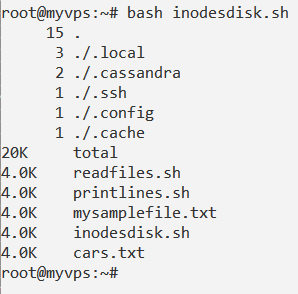 root@myvps:~# bash inodesdisk.sh
     15 .
      3 ./.local
      2 ./.cassandra
      1 ./.ssh
      1 ./.config
      1 ./.cache
20K     total
4.0K    readfiles.sh
4.0K    printlines.sh
4.0K    mysamplefile.txt
4.0K    inodesdisk.sh
4.0K    cars.txt
root@myvps:~#